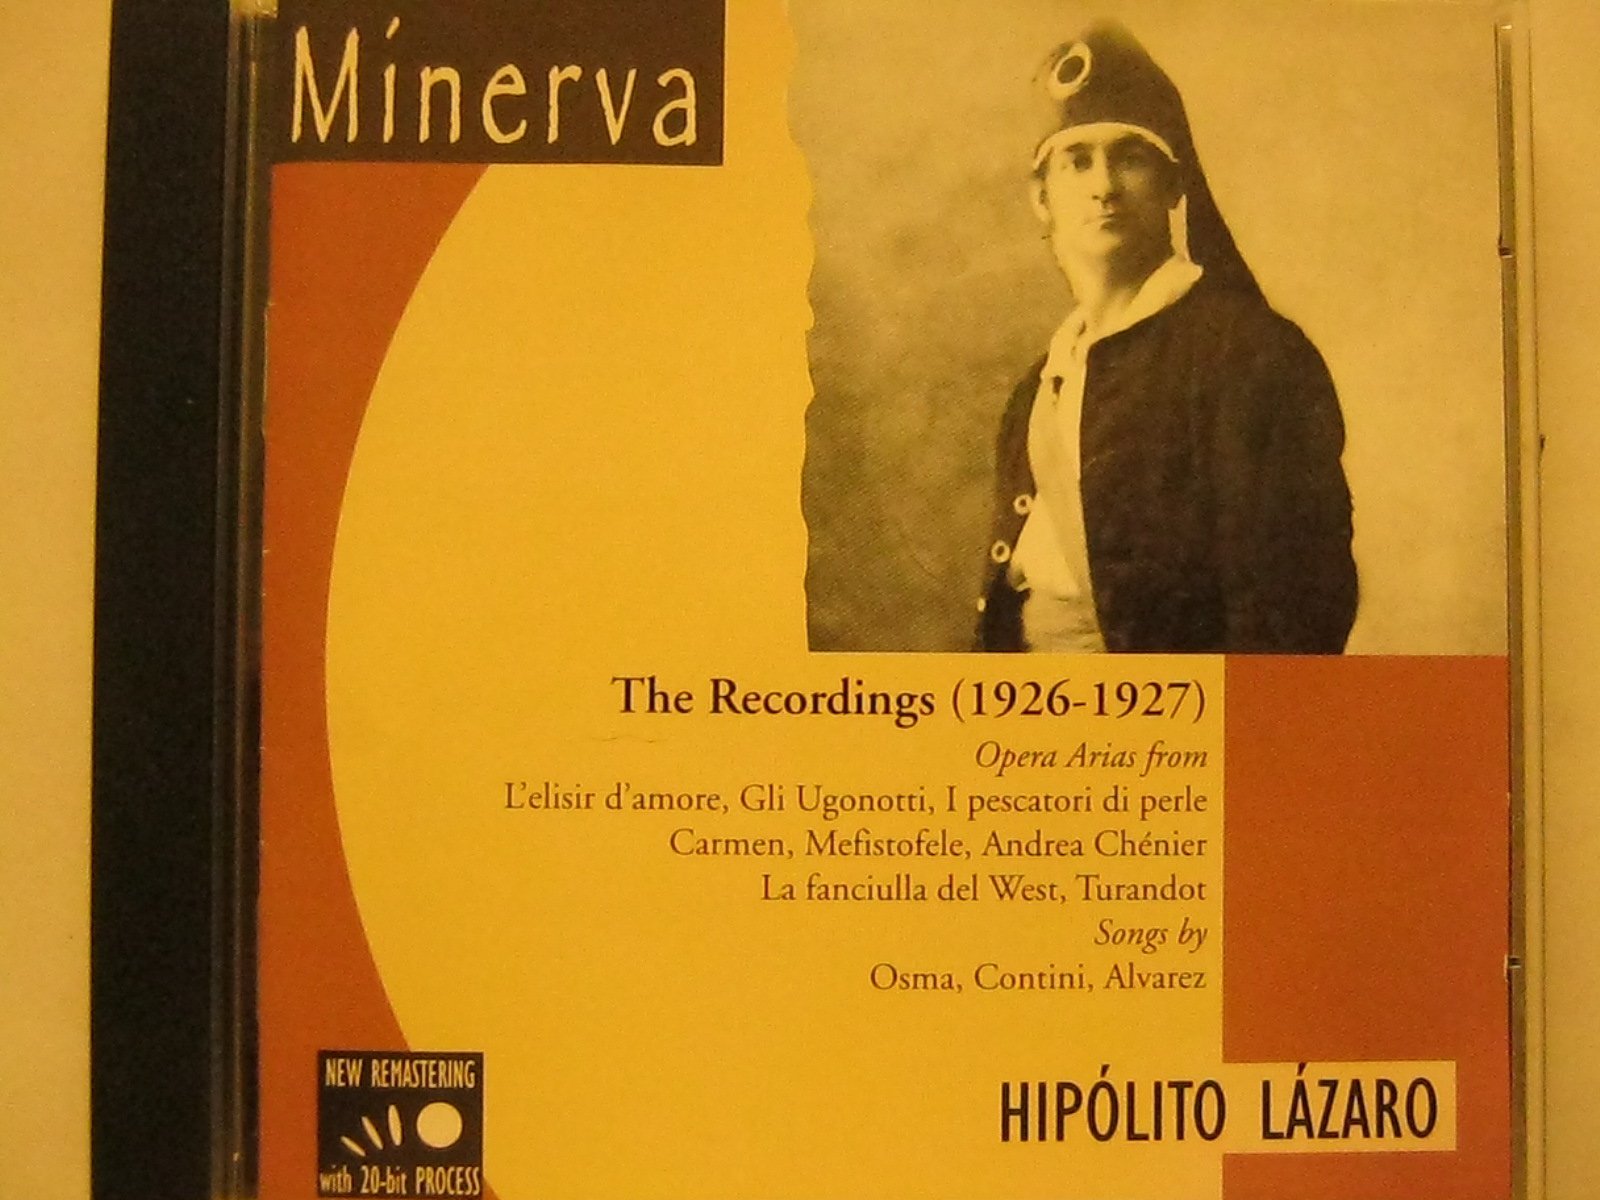 Minerva
The Recordings (1926-1927)
Opera Arias from
L'elisir d'amore, Gli Ugonotti, I pescatori di perle
Carmen, Mefistofele, Andrea Chénier
La fanciulla del West, Turandot
Songs by
Osma, Contini, Alvarez
NEW REMASTERING
with 20-bit PROCESS
HIPÓLITO LÁZARO